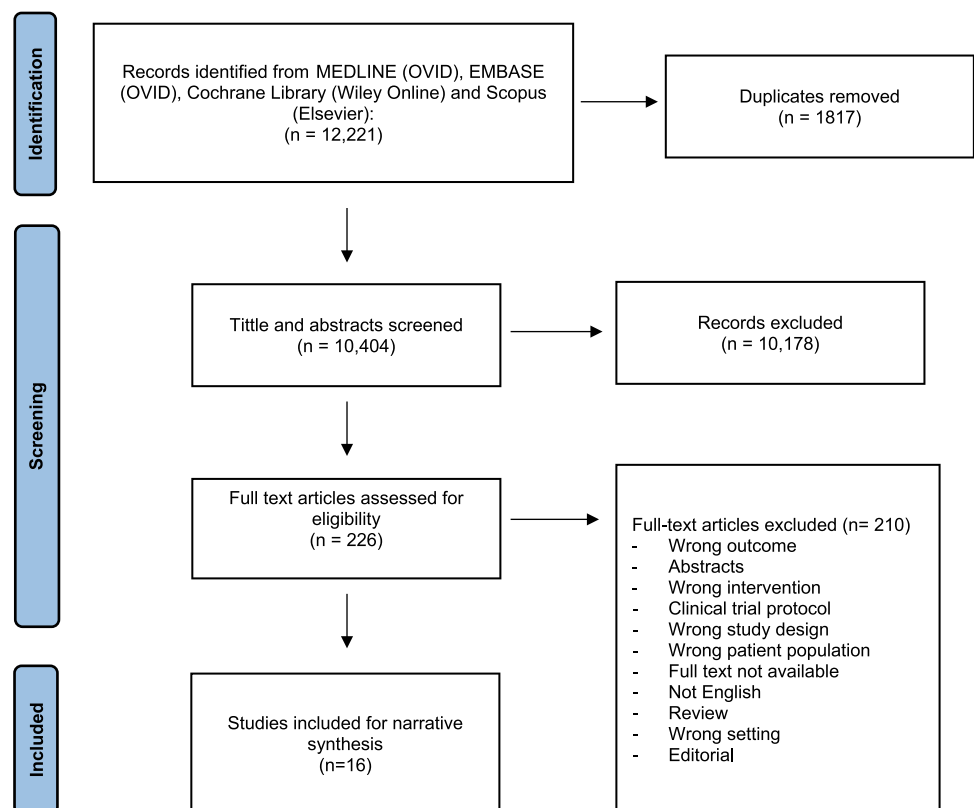 Identification
Records identified from MEDLINE (OVID), EMBASE
(OVID), Cochrane Library (Wiley Online) and Scopus
(Elsevier):
(n = 12,221)
Duplicates removed
(n = 1817)
Screening
Tittle and abstracts screened
(n = 10,404)
Records excluded
(n = 10,178)
Full text articles assessed for
eligibility
(n = 226)
Full-text articles excluded (n= 210)
- Wrong outcome
- Abstracts
- Wrong intervention
- Clinical trial protocol
- Wrong study design
- Wrong patient population
- Full text not available
- Not English
- Review
- Wrong setting
- Editorial
Included
Studies included for narrative
synthesis
(n=16)